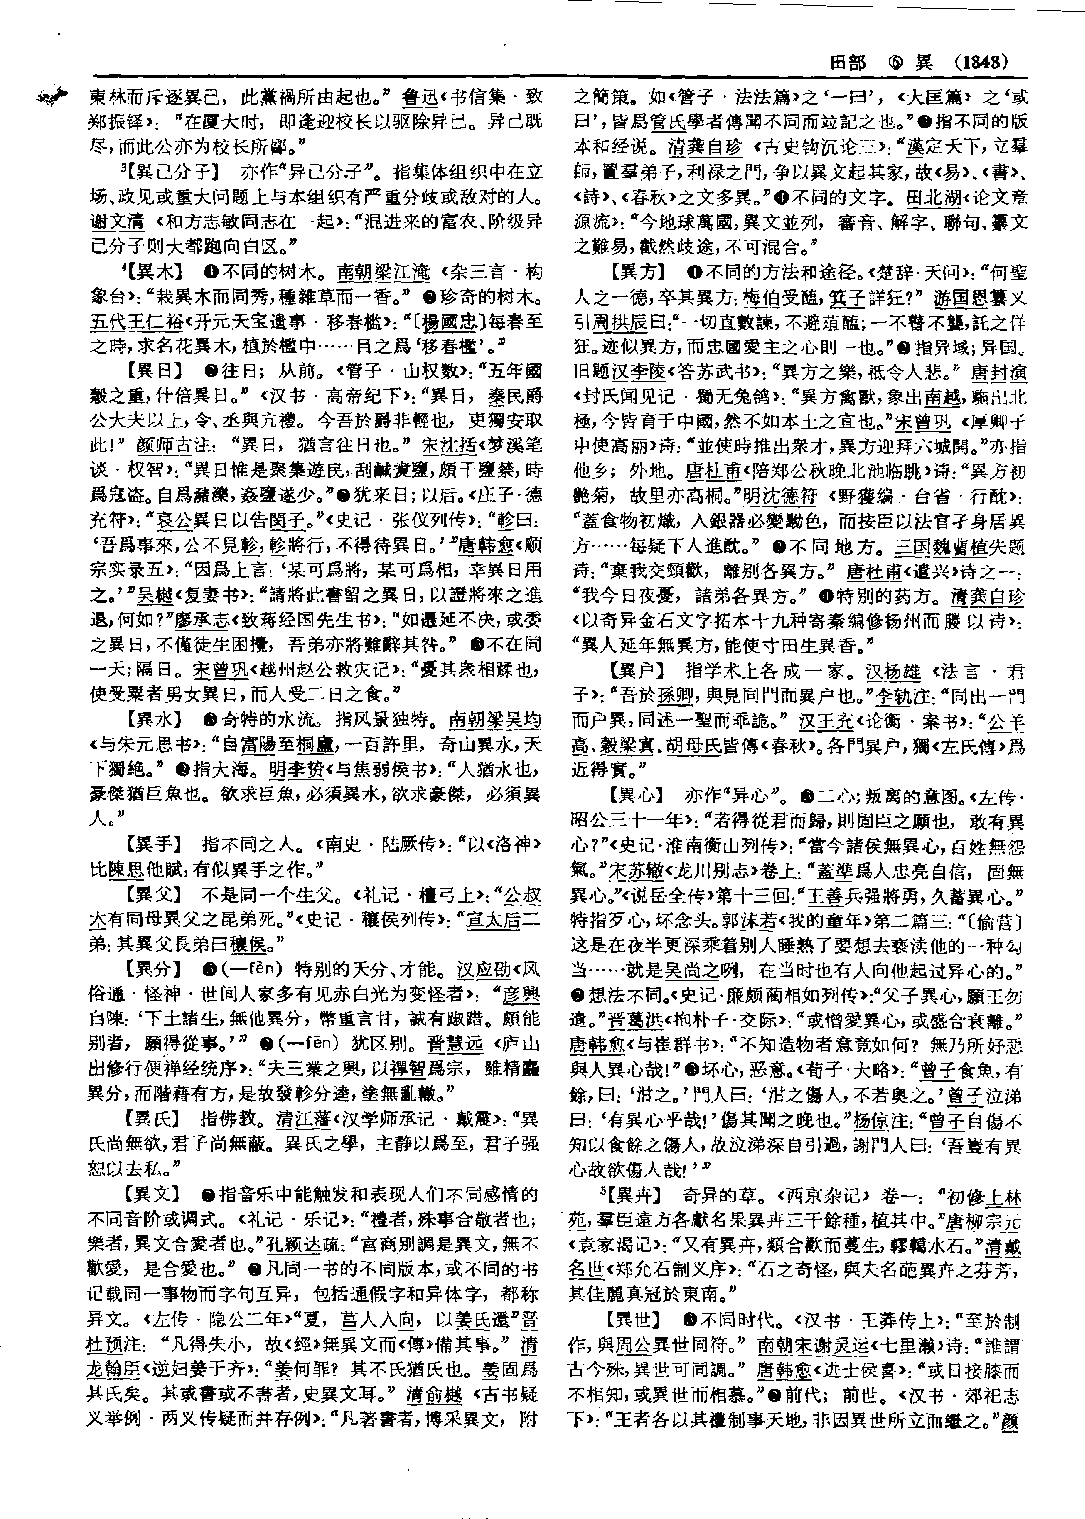 田部 ⑥ 異 （1343）
東林而斥逐異己，此黨禍所由起也。”鲁迅《书信集·致
郑振铎》：“在厦大时，即逢迎校长以驱除异己。异己既
尽，而此公亦为校长所鄙。”
³【異己分子】 亦作“异己分子”。指集体组织中在立
场、政见或重大问题上与本组织有严重分歧或敌对的人。
谢文清《和方志敏同志在一起》：“混进来的富农、阶级异
己分子则大都跑向白区。”
⁴【異木】 ❶不同的树木。南朝梁江淹《杂三言·构
象台》：“栽異木而同秀，種雜草而一香。”❷珍奇的树木。
五代王仁裕《开元天宝遗事·移春槛》：“〔楊國忠〕每春至
之時，求名花異木，植於檻中……目之爲‘移春檻’。”
【異日】 ❶往日；从前。《管子·山权数》：“五年國
穀之重，什倍異日。”《汉书·高帝纪下》：“異日，秦民爵
公大夫以上，令、丞與亢禮。今吾於爵非輕也，吏獨安取
此！”颜师古注：“異日，猶言往日也。”宋沈括《梦溪笔
谈·权智》：“異日惟是聚集遊民，刮鹹煑鹽，頗干鹽禁，時
爲寇盜。自爲瀦濼，姦鹽遂少。”❷犹来日；以后。《庄子·德
充符》：“哀公異日以告閔子。”《史记·张仪列传》：“軫曰：
‘吾爲事來，公不見軫，軫將行，不得待異日。’”唐韩愈《顺
宗实录五》：“因爲上言：‘某可爲將，某可爲相，幸異日用
之。’”吴樾《复妻书》：“請將此書留之異日，以證將來之進
退，何如？”廖承志《致蒋经国先生书》：“如遷延不决，或委
之異日，不僅徒生困擾，吾弟亦將難辭其咎。”❸不在同
一天；隔日。宋曾巩《越州赵公救灾记》：“憂其衆相蹂也，
使受粟者男女異日，而人受二日之食。”
【異水】 ❶奇特的水流。指风景独特。南朝梁吴均
《与朱元思书》：“自富陽至桐廬，一百許里，奇山異水，天
下獨絶。”❷指大海。明李贽《与焦弱侯书》：“人猶水也，
豪傑猶巨魚也。欲求巨魚，必須異水，欲求豪傑，必須異
人。”
【異手】 指不同之人。《南史·陆厥传》：“以《洛神》
比陳思他賦，有似異手之作。”
【異父】 不是同一个生父。《礼记·檀弓上》：“公叔
木有同母異父之昆弟死。”《史记·穰侯列传》：“宣太后二
弟：其異父長弟曰穰侯。”
【異分】 ❶（—fèn）特别的天分、才能。汉应劭《风
俗通·怪神·世间人家多有见赤白光为变怪者》：“彦興
自陳：‘下土諸生，無他異分，幣重言甘，誠有踧踖。頗能
别者，願得從事。’”❷（—fēn）犹区别。晋慧远《庐山
出修行方便禅经统序》：“夫三業之興，以禪智爲宗，雖精麤
異分，而階藉有方，是故發軫分逵，塗無亂轍。”
【異氏】 指佛教。清江藩《汉学师承记·戴震》：“異
氏尚無欲，君子尚無蔽。異氏之學，主静以爲至，君子强
恕以去私。”
【異文】 ❶指音乐中能触发和表现人们不同感情的
不同音阶或调式。《礼记·乐记》：“禮者，殊事合敬者也；
樂者，異文合愛者也。”孔颖达疏：“宫商别調是異文，無不
歡愛，是合愛也。”❷凡同一书的不同版本，或不同的书
记载同一事物而字句互异，包括通假字和异体字，都称
异文。《左传·隐公二年》“夏，莒人入向，以姜氏還”晋
杜预注：“凡得失小，故《經》無異文而《傳》備其事。”清
龙翰臣《逆妇姜于齐》：“姜何罪？其不氏猶氏也。姜固爲
其氏矣。其或書或不書者，史異文耳。”清俞樾《古书疑
义举例·两义传疑而并存例》：“凡著書者，博采異文，附
之簡策。如《管子·法法篇》之‘一曰’，《大匡篇》之‘或
曰’，皆爲管氏學者傳聞不同而竝記之也。”❸指不同的版
本和经说。清龚自珍《古史钩沉论三》：“漢定天下，立羣
師，置羣弟子，利禄之門，争以異文起其家，故《易》、《書》、
《詩》、《春秋》之文多異。”❹不同的文字。田北湖《论文章
源流》：“今地球萬國，異文並列，審音、解字、聯句、纂文
之難易，截然歧途，不可混合。”
【異方】 ❶不同的方法和途径。《楚辞·天问》：“何聖
人之一德，卒其異方：梅伯受醢，箕子詳狂？”游国恩纂义
引周拱辰曰：“一切直數諫，不避葅醢；一不瞽不聾，託之佯
狂。迹似異方，而忠國愛主之心則一也。”❷指异域；异国。
旧题汉李陵《答苏武书》：“異方之樂，秪令人悲。”唐封演
《封氏闻见记·獨无兔鸽》：“異方禽獸，象出南越，駞出北
極，今皆育于中國，然不如本土之宜也。”宋曾巩《厚卿子
中使高丽》诗：“並使時推出衆才，異方迎拜六城開。”亦指
他乡；外地。唐杜甫《陪郑公秋晚北池临眺》诗：“異方初
艷菊，故里亦高桐。”明沈德符《野獲编·台省·行酖》：
“蓋食物初熾，入銀器必變黝色，而按臣以法官孑身居異
方……每疑下人進酖。”❸不同地方。三国魏曹植失题
诗：“棄我交頸歡，離别各異方。”唐杜甫《遣兴》诗之一：
“我今日夜憂，諸弟各異方。”❹特别的药方。清龚自珍
《以奇异金石文字拓本十九种寄秦编修扬州而媵以诗》：
“異人延年無異方，能使寸田生異香。”
【異户】 指学术上各成一家。汉杨雄《法言·君
子》：“吾於孫卿，與見同門而異户也。”李轨注：“同出一門
而户異，同述一聖而乖詭。”汉王充《论衡·案书》：“公羊
高、穀梁寘、胡母氏皆傳《春秋》。各門異户，獨《左氏傳》爲
近得實。”
【異心】 亦作“异心”。❶二心；叛离的意图。《左传·
昭公三十一年》：“若得從君而歸，則固臣之願也，敢有異
心？”《史记·淮南衡山列传》：“當今諸侯無異心，百姓無怨
氣。”宋苏辙《龙川别志》卷上：“蓋準爲人忠亮自信，固無
異心。”《说岳全传》第十三回：“王善兵强將勇，久蓄異心。”
特指歹心，坏念头。郭沫若《我的童年》第二篇三：“〔偷营〕
这是在夜半更深乘着别人睡熟了要想去亵渎他的一种勾
当……就是吴尚之咧，在当时也有人向他起过异心的。”
❷想法不同。《史记·廉颇蔺相如列传》：“父子異心，願王勿
遣。”晋葛洪《抱朴子·交际》：“或憎愛異心，或盛合衰離。”
唐韩愈《与崔群书》：“不知造物者意竟如何？無乃所好惡
與人異心哉！”❸坏心，恶意。《荀子·大略》：“曾子食魚，有
餘，曰：‘泔之。’門人曰：‘泔之傷人，不若奥之。’曾子泣涕
曰：‘有異心乎哉！’傷其聞之晚也。”杨倞注：“曾子自傷不
知以食餘之傷人，故泣涕深自引過，謝門人曰：‘吾豈有異
心故欲傷人哉！’”
⁵【異卉】 奇异的草。《西京杂记》卷一：“初修上林
苑，羣臣遠方各獻名果異卉三千餘種，植其中。”唐柳宗元
《袁家渴记》：“又有異卉，類合歡而蔓生，轇轕水石。”清戴
名世《郑允石制义序》：“石之奇怪，與夫名葩異卉之芬芳，
其佳麗真冠於東南。”
【異世】 ❶不同时代。《汉书·王莽传上》：“至於制
作，與周公異世同符。”南朝宋谢灵运《七里濑》诗：“誰謂
古今殊，異世可同調。”唐韩愈《进士侯喜》：“或日接膝而
不相知，或異世而相慕。”❷前代；前世。《汉书·郊祀志
下》：“王者各以其禮制事天地，非因異世所立而繼之。”颜